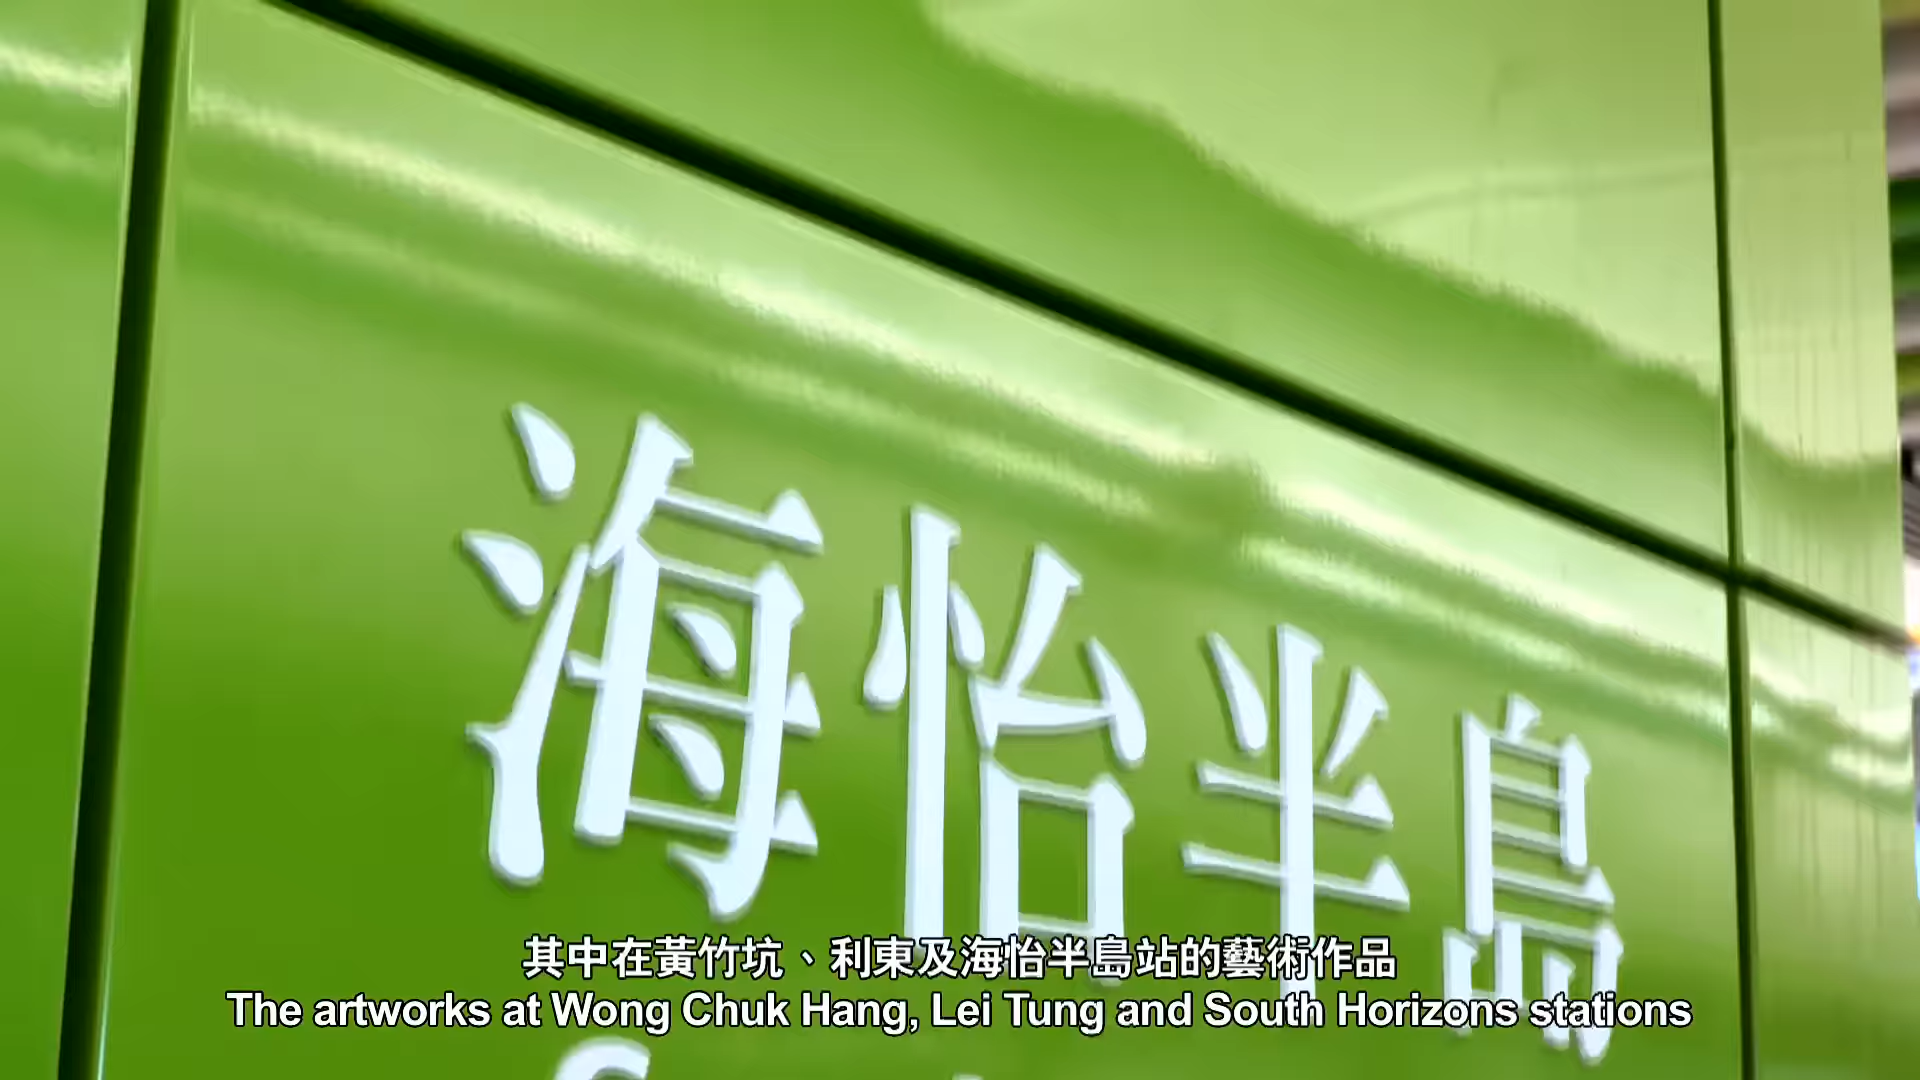 海怡半島
其中在黃竹坑、利東及海怡半島站的藝術作品
The artworks at Wong Chuk Hang, Lei Tung and South Horizons stations